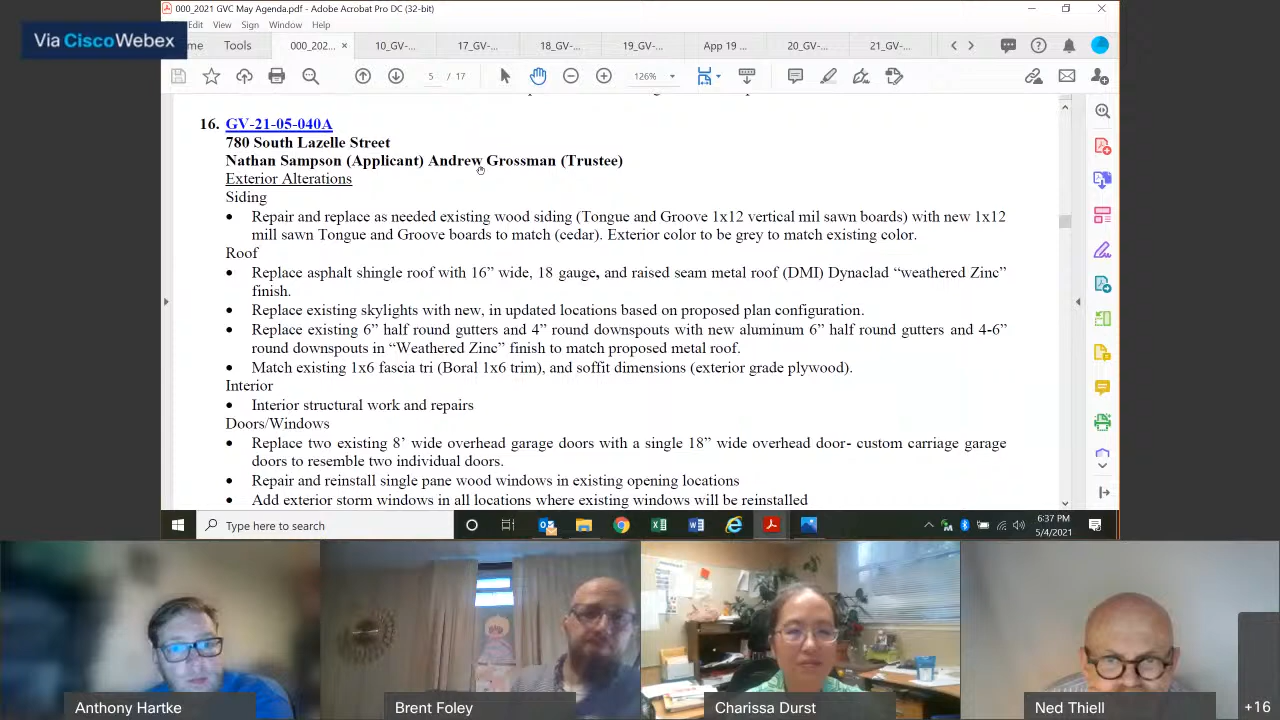 000_2021 GVC May Agenda.pdf - Adobe Acrobat Pro DC (32-bit)
Via Cisco Webex
Edit View Sign Window Help
me Tools 000_202... × 10_G... 17_GV-... 18_GV-... 19_GV-... App 19 ... 20_GV-... 21_GV-...
5 / 17 126%
16. GV-21-05-040A
780 South Lazelle Street
Nathan Sampson (Applicant) Andrew Grossman (Trustee)
Exterior Alterations
Siding
• Repair and replace as needed existing wood siding (Tongue and Groove 1x12 vertical mil sawn boards) with new 1x12
mill sawn Tongue and Groove boards to match (cedar). Exterior color to be grey to match existing color.
Roof
• Replace asphalt shingle roof with 16” wide, 18 gauge, and raised seam metal roof (DMI) Dynaclad “weathered Zinc”
finish.
• Replace existing skylights with new, in updated locations based on proposed plan configuration.
• Replace existing 6” half round gutters and 4” round downspouts with new aluminum 6” half round gutters and 4-6”
round downspouts in “Weathered Zinc” finish to match proposed metal roof.
• Match existing 1x6 fasca tri (Boral 1x6 trim), and soffit dimensions (exterior grade plywood).
Interior
• Interior structural work and repairs
Doors/Windows
• Replace two existing 8” wide overhead garage doors with a single 18” wide overhead door- custom carriage garage
doors to resemble two individual doors.
• Repair and reinstall single pane wood windows in existing opening locations
• Add exterior storm windows in all locations where existing windows will be reinstalled
Type here to search
6:37 PM
5/4/2021
Anthony Hartke Brent Foley Charissa Durst Ned Thiell +16